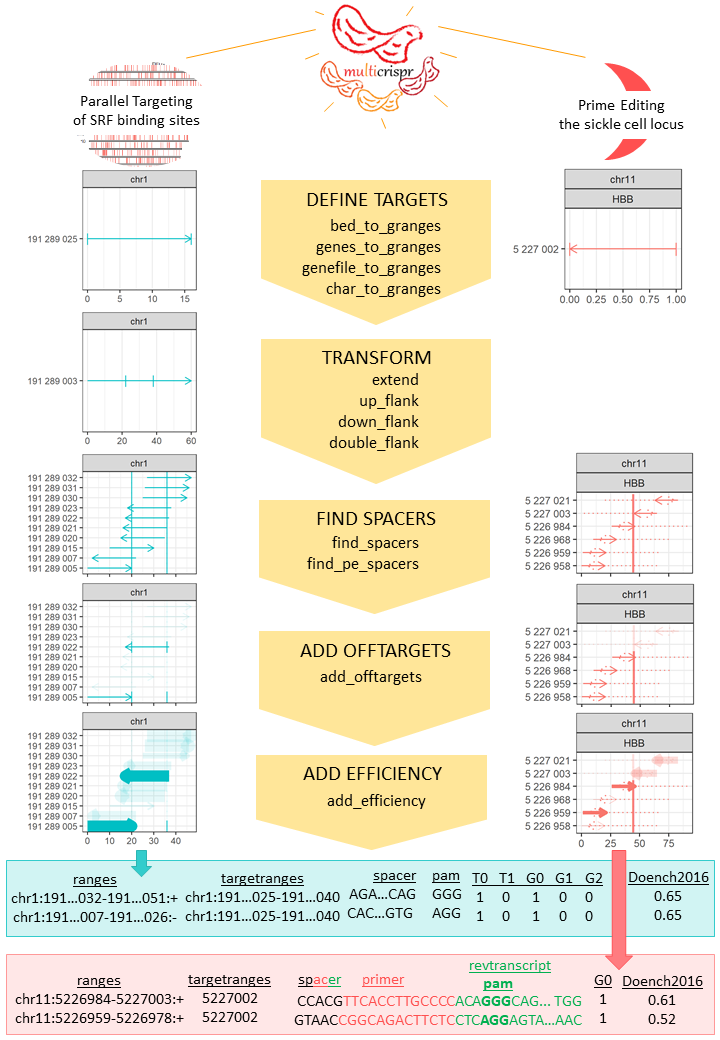 multicrispr
Parallel Targeting
of SRF binding sites
Prime Editing
the sickle cell locus
chr1
191 289 025
0 5 10 15
DEFINE TARGETS
bed_to_granges
genes_to_granges
genefile_to_granges
char_to_granges
chr11
HBB
5 227 002
0.00 0.25 0.50 0.75 1.00
chr1
191 289 003
0 20 40 60
TRANSFORM
extend
up_flank
down_flank
double_flank
chr1
191 289 032
191 289 031
191 289 030
191 289 023
191 289 022
191 289 021
191 289 020
191 289 015
191 289 007
191 289 005
FIND SPACERS
find_spacers
find_pe_spacers
chr11
HBB
5 227 021
5 227 003
5 226 984
5 226 968
5 226 959
5 226 958
chr1
191 289 032
191 289 031
191 289 030
191 289 023
191 289 022
191 289 021
191 289 020
191 289 015
191 289 007
191 289 005
ADD OFFTARGETS
add_offtargets
chr11
HBB
5 227 021
5 227 003
5 226 984
5 226 968
5 226 959
5 226 958
chr1
191 289 032
191 289 031
191 289 030
191 289 023
191 289 022
191 289 021
191 289 020
191 289 015
191 289 007
191 289 005
0 10 20 30 40
ADD EFFICIENCY
add_efficiency
chr11
HBB
5 227 021
5 227 003
5 226 984
5 226 968
5 226 959
5 226 958
0 25 50 75
ranges targetranges spacer pam T0 T1 G0 G1 G2 Doench2016
chr1:191...032-191...051:+ chr1:191...025-191...040 AGA...CAG GGG 1 0 1 0 0 0.65
chr1:191...007-191...026:- chr1:191...025-191...040 CAC...GTG AGG 1 0 1 0 0 0.65
revtranscript
ranges targetranges spacer primer pam G0 Doench2016
chr11:5226984-5227003:+ 5227002 CCACGTTCACCTTGCCCCACAGGGCAG... TGG 1 0.61
chr11:5226959-5226978:+ 5227002 GTAACCGGCAGACTTCTCCTCAGGAGTA...AAC 1 0.52